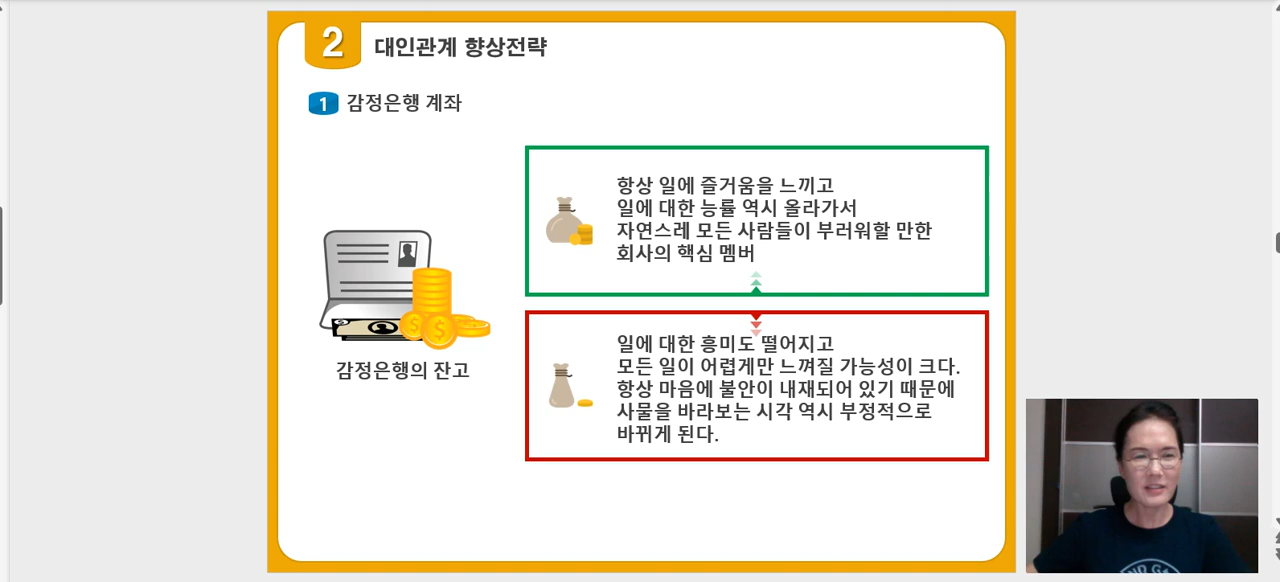 2 대인관계 향상전략
1 감정은행 계좌
항상 일에 즐거움을 느끼고
일에 대한 능률 역시 올라가서
자연스레 모든 사람들이 부러워할 만한
회사의 핵심 멤버
감정은행의 잔고
일에 대한 흥미도 떨어지고
모든 일이 어렵게만 느껴질 가능성이 크다.
항상 마음에 불안이 내재되어 있기 때문에
사물을 바라보는 시각 역시 부정적으로
바뀌게 된다.